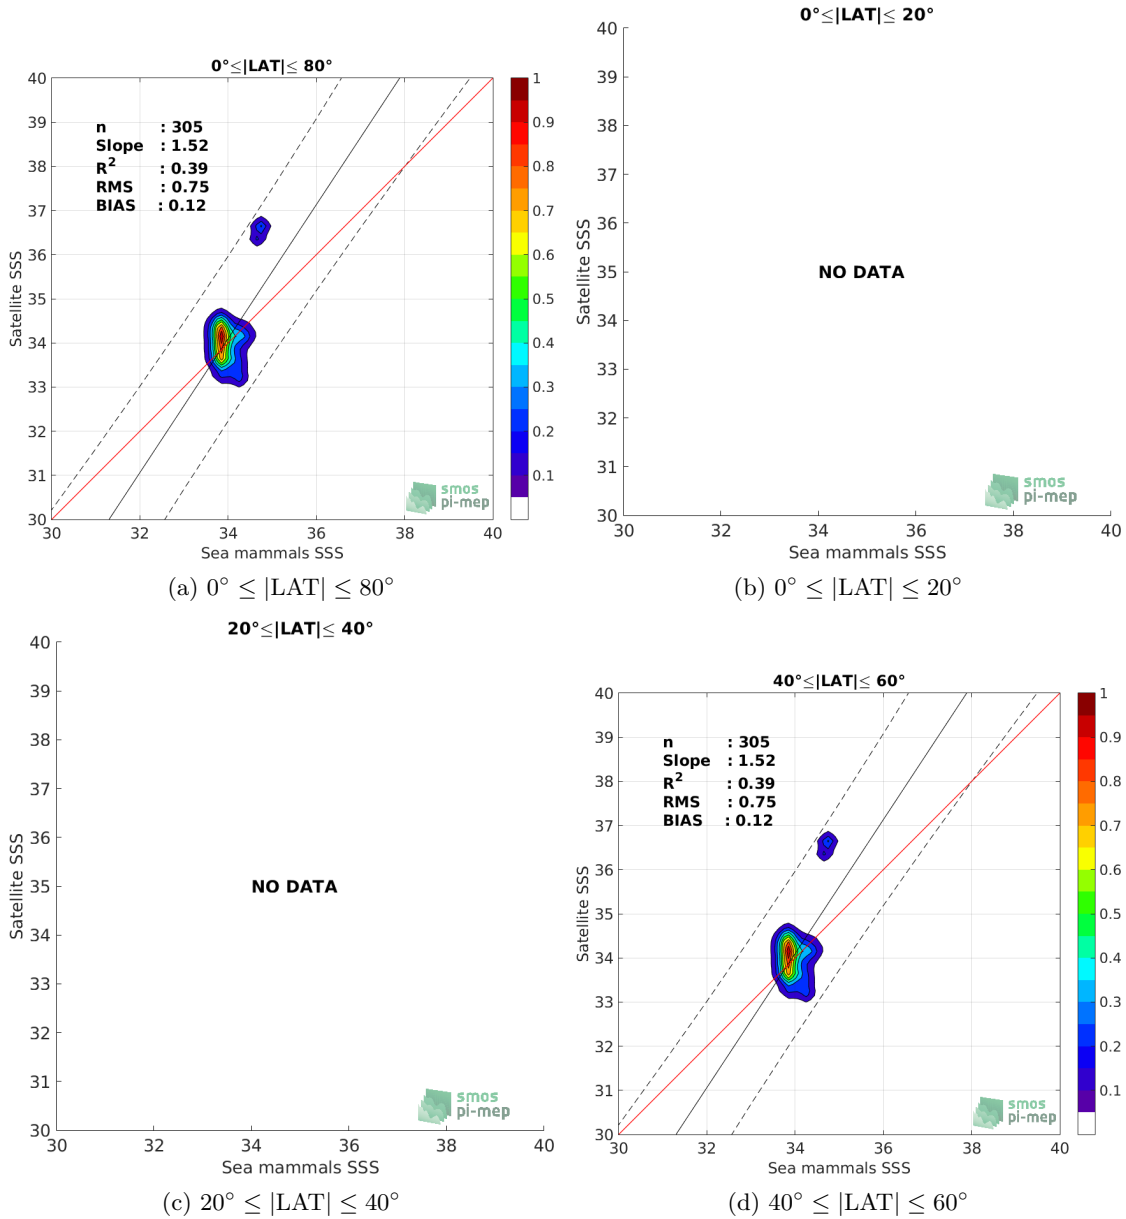 0°≤|LAT|≤ 80°
40
39
38
37
36
35
34
33
32
31
30
Satellite SSS
n : 305
Slope : 1.52
R² : 0.39
RMS : 0.75
BIAS : 0.12
smos
pi-mep
30 32 34 36 38 40
Sea mammals SSS
1
0.9
0.8
0.7
0.6
0.5
0.4
0.3
0.2
0.1
(a) 0° ≤ |LAT| ≤ 80°
0°≤|LAT|≤ 20°
40
39
38
37
36
35
34
33
32
31
30
Satellite SSS
NO DATA
smos
pi-mep
30 32 34 36 38 40
Sea mammals SSS
(b) 0° ≤ |LAT| ≤ 20°
20°≤|LAT|≤ 40°
40
39
38
37
36
35
34
33
32
31
30
Satellite SSS
NO DATA
smos
pi-mep
30 32 34 36 38 40
Sea mammals SSS
(c) 20° ≤ |LAT| ≤ 40°
40°≤|LAT|≤ 60°
40
39
38
37
36
35
34
33
32
31
30
Satellite SSS
n : 305
Slope : 1.52
R² : 0.39
RMS : 0.75
BIAS : 0.12
smos
pi-mep
30 32 34 36 38 40
Sea mammals SSS
1
0.9
0.8
0.7
0.6
0.5
0.4
0.3
0.2
0.1
(d) 40° ≤ |LAT| ≤ 60°